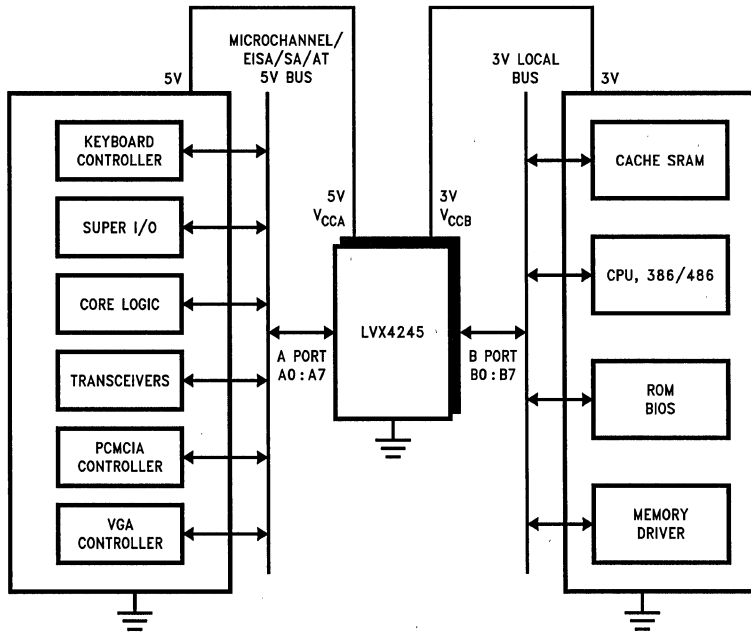 MICROCHANNEL/
EISA/SA/AT
5V BUS
5V
3V LOCAL
BUS
3V
KEYBOARD
CONTROLLER
SUPER I/O
CORE LOGIC
TRANSCEIVERS
PCMCIA
CONTROLLER
VGA
CONTROLLER
5V
VCCA
3V
VCCB
LVX4245
A PORT
A0:A7
B PORT
B0:B7
CACHE SRAM
CPU, 386/486
ROM
BIOS
MEMORY
DRIVER